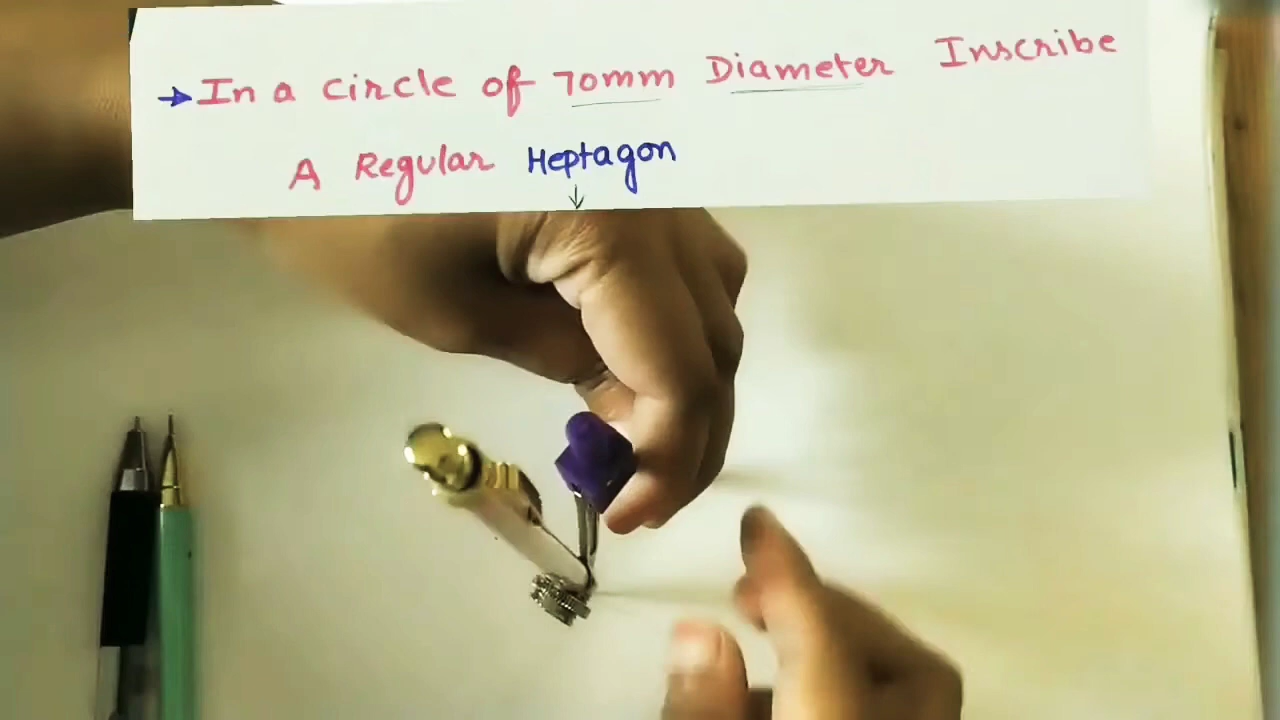 → In a circle of 70mm Diameter Inscribe
A Regular Heptagon
↓